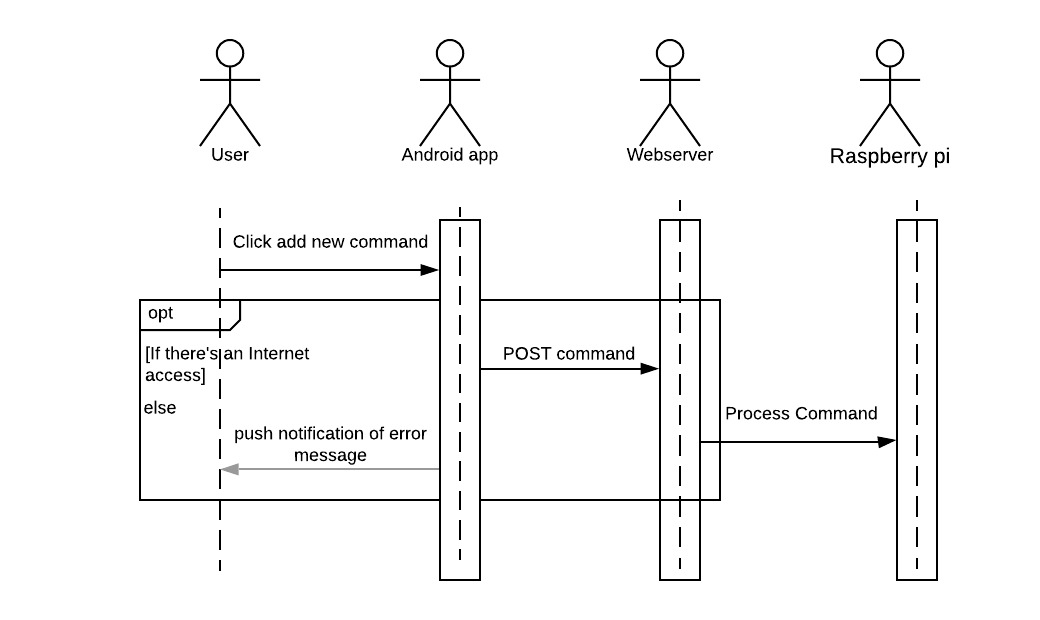 User
Android app
Webserver
Raspberry pi
Click add new command
opt
[If there's an Internet
access]
POST command
else
Process Command
push notification of error
message